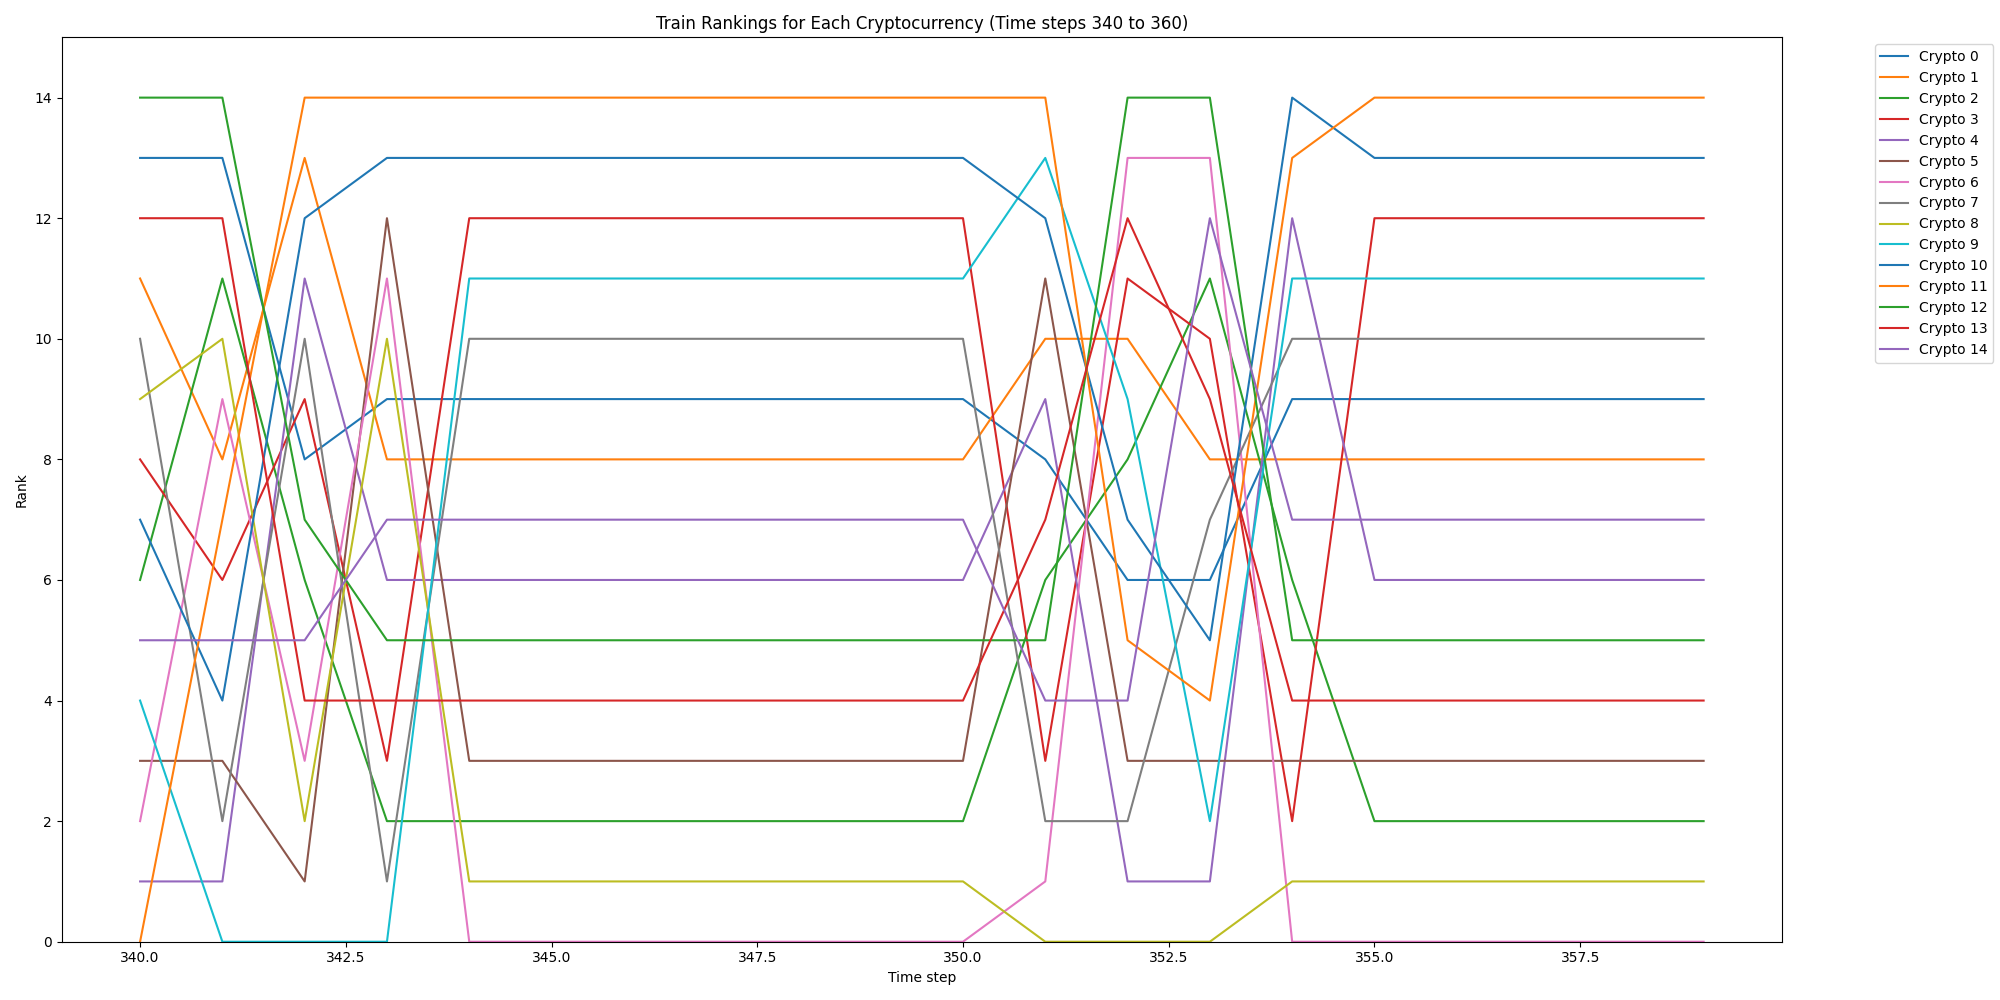 Train Rankings for Each Cryptocurrency (Time steps 340 to 360)
Crypto 0
Crypto 1
Crypto 2
Crypto 3
Crypto 4
Crypto 5
Crypto 6
Crypto 7
Crypto 8
Crypto 9
Crypto 10
Crypto 11
Crypto 12
Crypto 13
Crypto 14
Rank
14
12
10
8
6
4
2
0
340.0 342.5 345.0 347.5 350.0 352.5 355.0 357.5
Time step